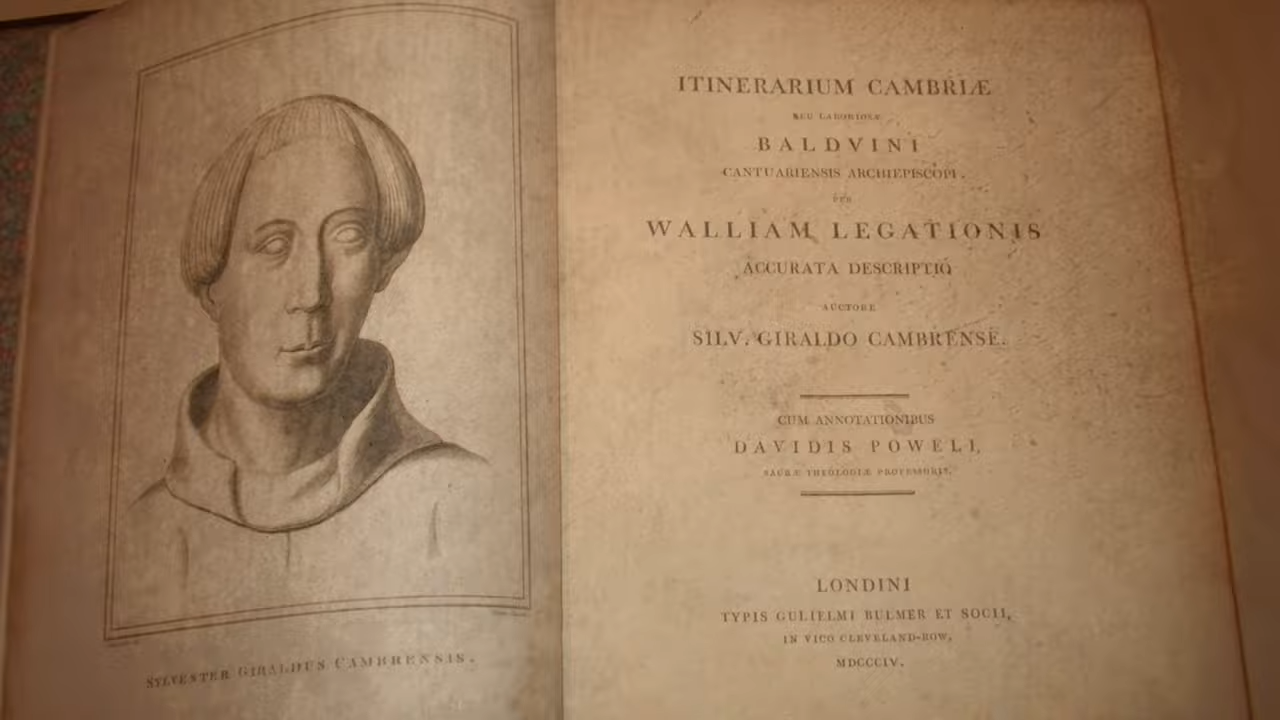 SYLVESTER GIRALDUS CAMBRENSIS.
ITINERARIUM CAMBRIÆ
SEU LABORIOSÆ
BALDVINI
CANTUARIENSIS ARCHIEPISCOPI.
PER
WALLIAM LEGATIONIS
ACCURATA DESCRIPTIO
AUCTORE
SILV. GIRALDO CAMBRENSE.
CUM ANNOTATIONIBUS
DAVIDIS POWELI,
SACRÆ THEOLOGIÆ PROFESSORIS.
LONDINI
TYPIS GULIELMI BULMER ET SOCII,
IN VICO CLEVELAND-ROW,
MDCCCIV.